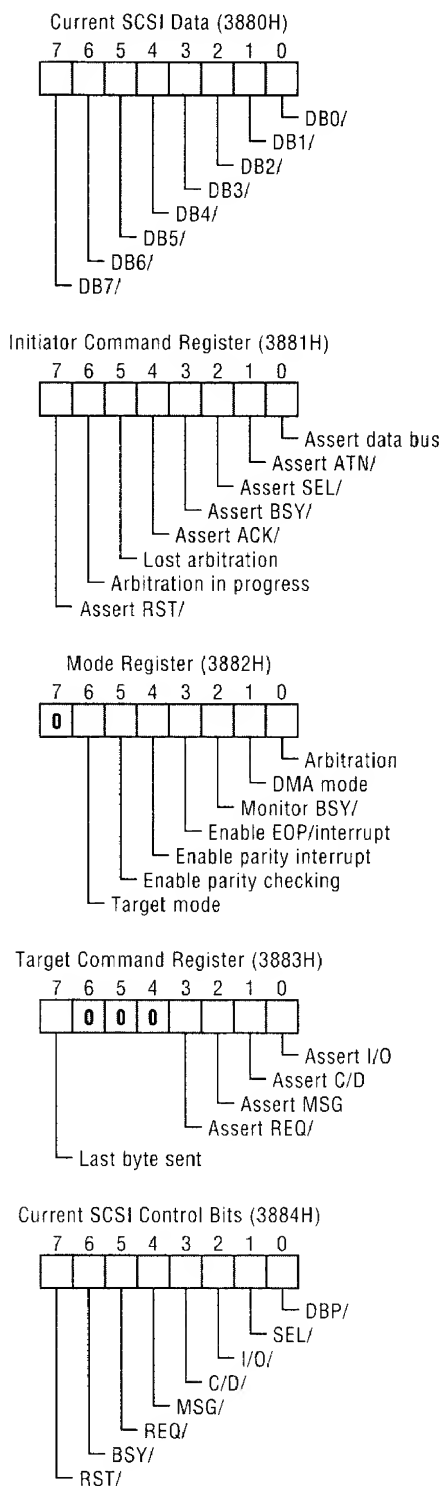 Current SCSI Data (3880H)
7 6 5 4 3 2 1 0
DB0/
DB1/
DB2/
DB3/
DB4/
DB5/
DB6/
DB7/
Initiator Command Register (3881H)
7 6 5 4 3 2 1 0
Assert data bus
Assert ATN/
Assert SEL/
Assert BSY/
Assert ACK/
Lost arbitration
Arbitration in progress
Assert RST/
Mode Register (3882H)
7 6 5 4 3 2 1 0
0
Arbitration
DMA mode
Monitor BSY/
Enable EOP/interrupt
Enable parity interrupt
Enable parity checking
Target mode
Target Command Register (3883H)
7 6 5 4 3 2 1 0
0 0 0
Assert I/O
Assert C/D
Assert MSG
Assert REQ/
Last byte sent
Current SCSI Control Bits (3884H)
7 6 5 4 3 2 1 0
DBP/
SEL/
I/O/
C/D/
MSG/
REQ/
BSY/
RST/